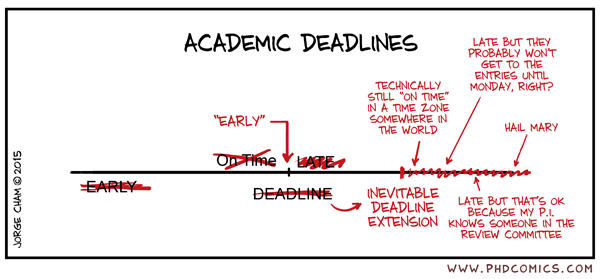 ACADEMIC DEADLINES
LATE BUT THEY
PROBABLY WON'T
GET TO THE
ENTRIES UNTIL
MONDAY, RIGHT?
TECHNICALLY
STILL "ON TIME"
IN A TIME ZONE
SOMEWHERE IN
THE WORLD
"EARLY"
HAIL MARY
On Time
LATE
EARLY
DEADLINE
INEVITABLE
DEADLINE
EXTENSION
LATE BUT THAT'S OK
BECAUSE MY P.I.
KNOWS SOMEONE IN THE
REVIEW COMMITTEE
JORGE CHAM © 2015
WWW.PHDCOMICS.COM